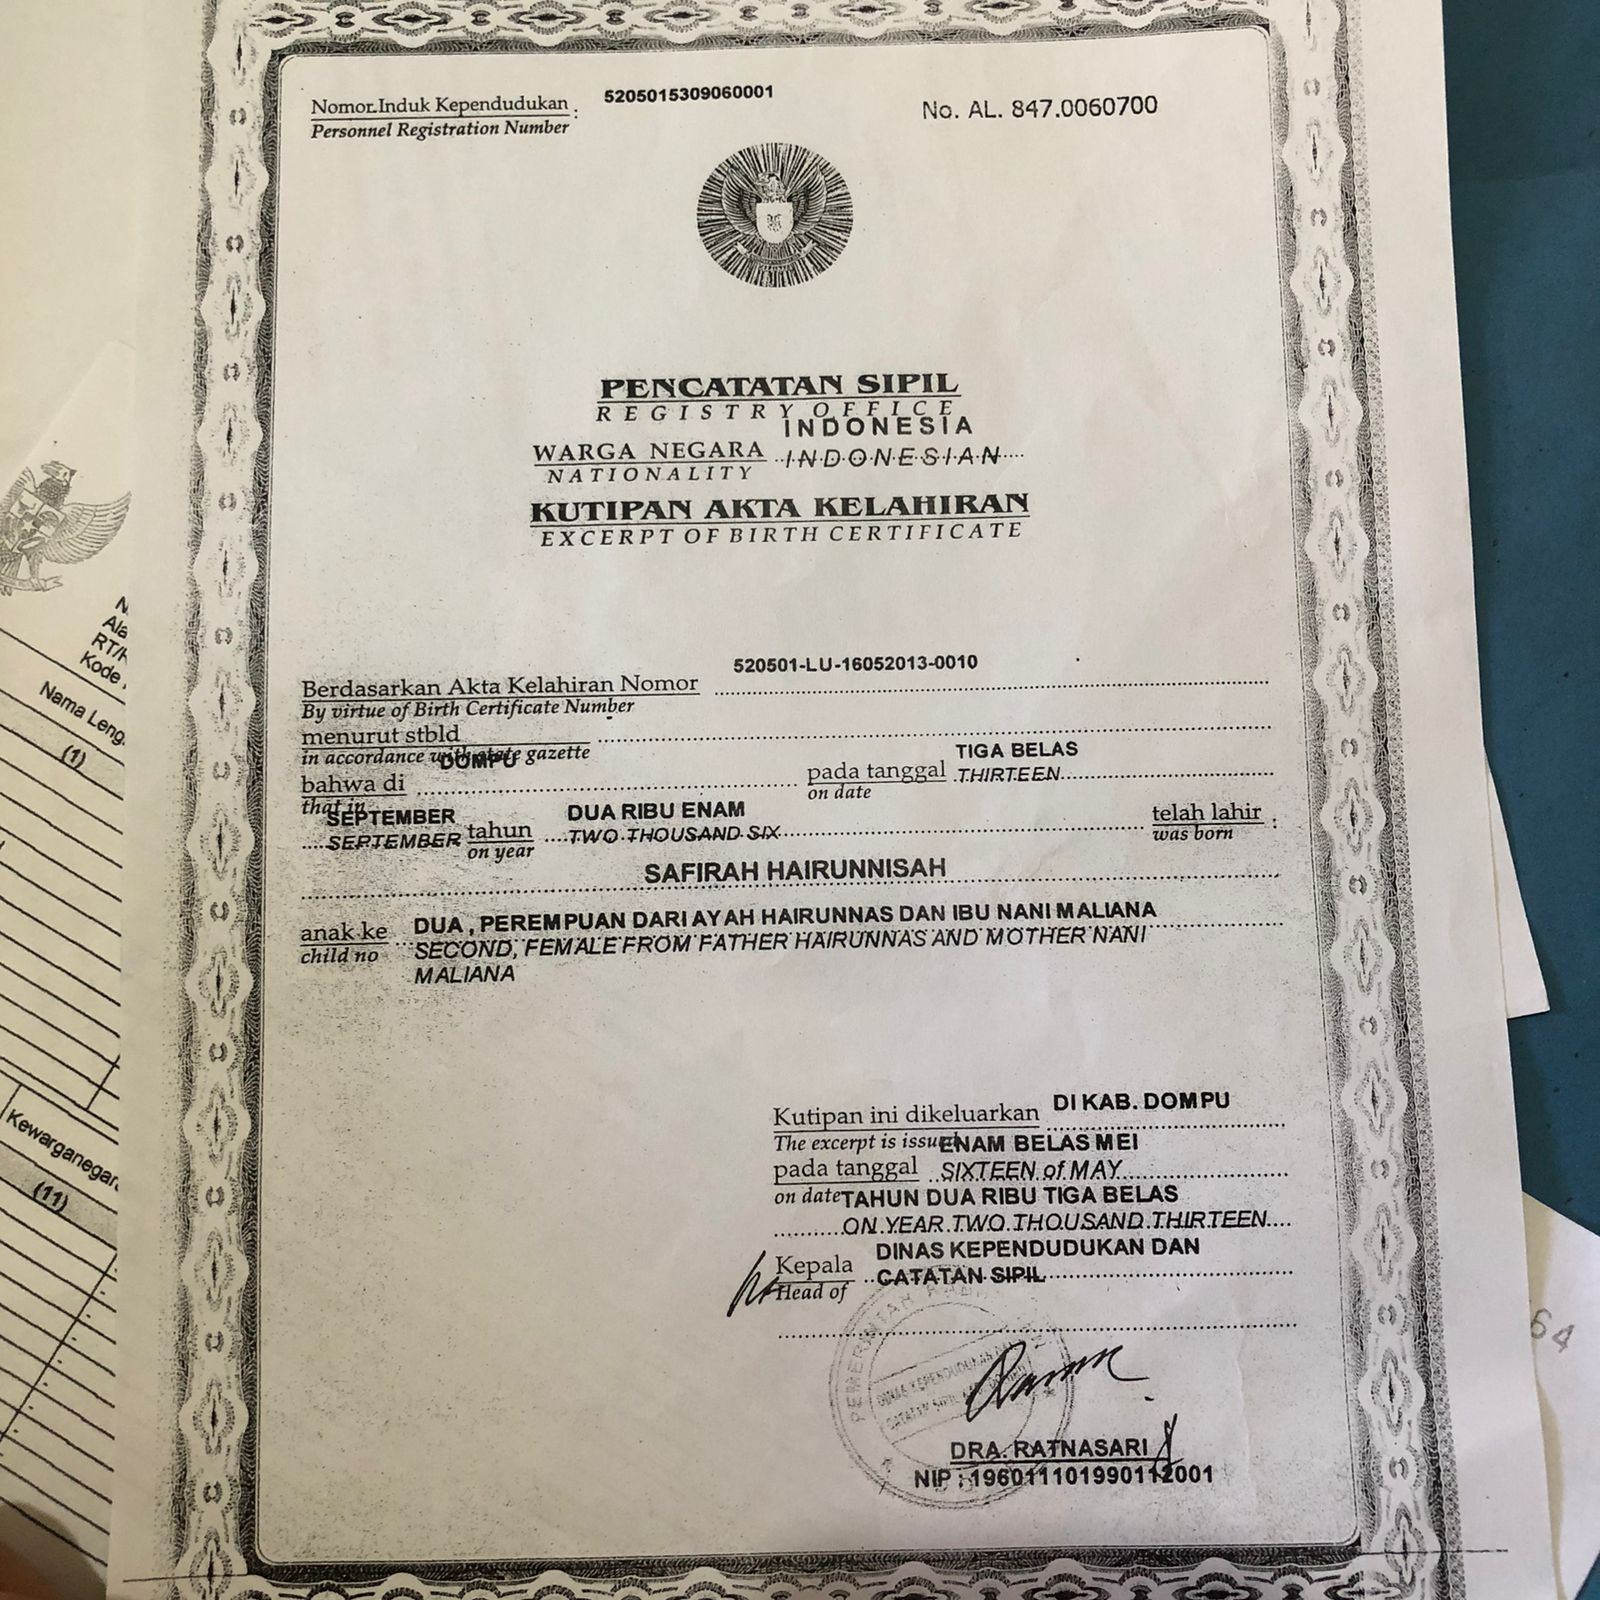 Nomor Induk Kependudukan : 5205015309060001
Personnel Registration Number
No. AL. 847.0060700
PENCATATAN SIPIL
REGISTRY OFFICE
INDONESIA
WARGA NEGARA INDONESIAN
NATIONALITY
KUTIPAN AKTA KELAHIRAN
EXCERPT OF BIRTH CERTIFICATE
520501-LU-16052013-0010
Berdasarkan Akta Kelahiran Nomor
By virtue of Birth Certificate Number
menurut stbld
in accordance with state gazette
DOMPU TIGA BELAS
bahwa di pada tanggal THIRTEEN
that in on date
SEPTEMBER DUA RIBU ENAM telah lahir :
SEPTEMBER tahun TWO THOUSAND SIX was born
on year
SAFIRAH HAIRUNNISAH
anak ke DUA , PEREMPUAN DARI AYAH HAIRUNNAS DAN IBU NANI MALIANA
child no SECOND, FEMALE FROM FATHER HAIRUNNAS AND MOTHER NANI
MALIANA
Kutipan ini dikeluarkan DI KAB. DOMPU
The excerpt is issu ENAM BELAS MEI
pada tanggal SIXTEEN of MAY
on date TAHUN DUA RIBU TIGA BELAS
ON YEAR TWO THOUSAND THIRTEEN
Kepala DINAS KEPENDUDUKAN DAN
Head of CATATAN SIPIL
DRA. RATNASARI
NIP : 196011101990112001
Nama Leng
(1)
RT/
Kode
Kewarganegar
(11)
64